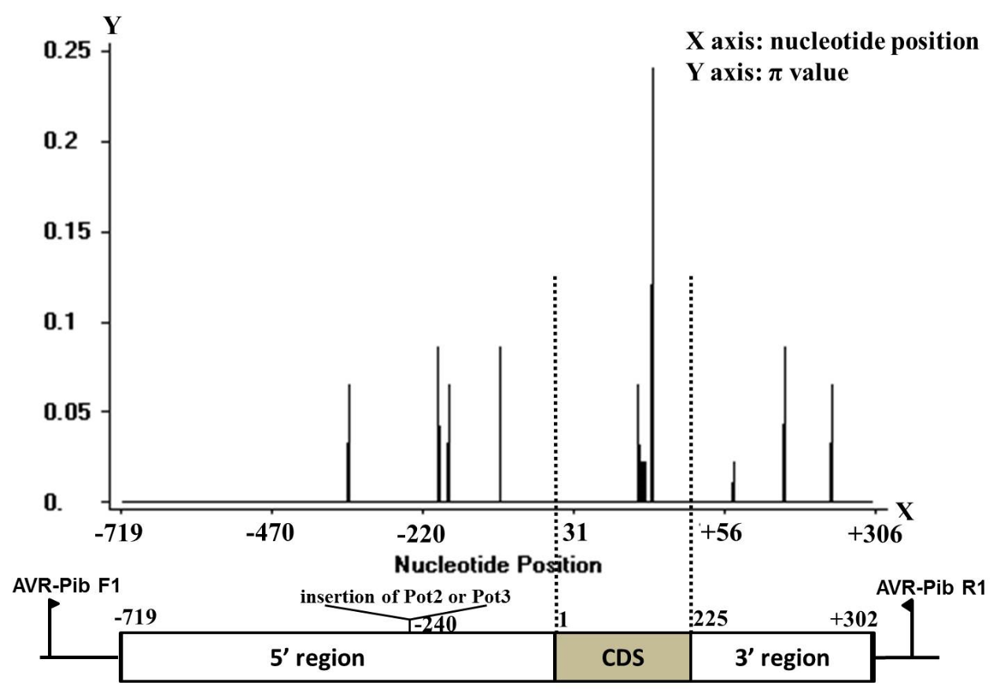 Y
X axis: nucleotide position
Y axis: π value
0.25
0.2
0.15
0.1
0.05
0.
X
-719 -470 -220 31 +56 +306
Nucleotide Position
AVR-Pib F1
insertion of Pot2 or Pot3
AVR-Pib R1
-719 -240 1 225 +302
5’ region CDS 3’ region